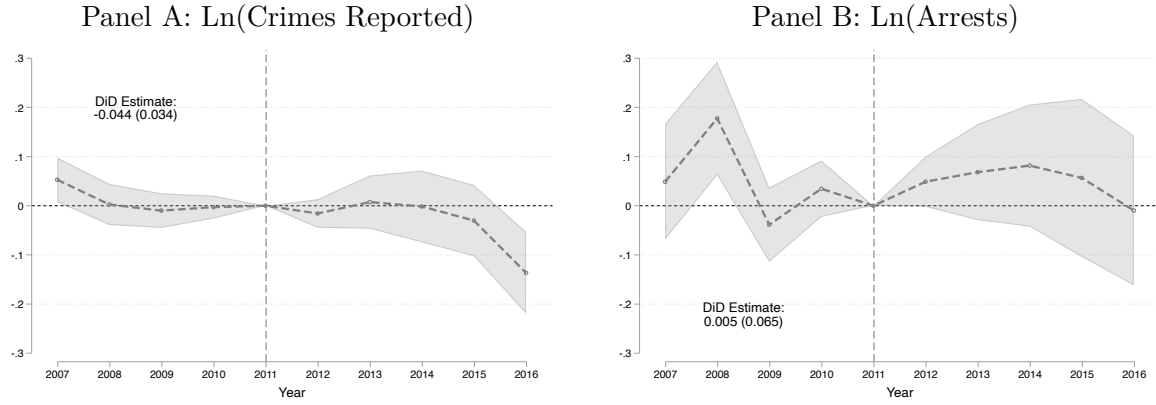 Panel A: Ln(Crimes Reported)
.3
.2
.1
0
-.1
-.2
-.3
DiD Estimate:
-0.044 (0.034)
2007 2008 2009 2010 2011 2012 2013 2014 2015 2016
Year
Panel B: Ln(Arrests)
.3
.2
.1
0
-.1
-.2
-.3
DiD Estimate:
0.005 (0.065)
2007 2008 2009 2010 2011 2012 2013 2014 2015 2016
Year